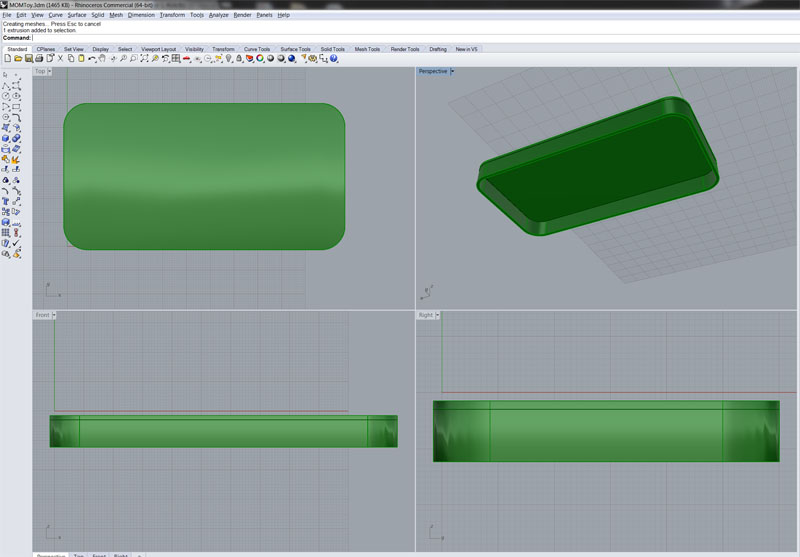 MOMToy.3dm (1465 KB) - Rhinoceros Commercial (64-bit)
File Edit View Curve Surface Solid Mesh Dimension Transform Tools Analyze Render Panels Help
Creating meshes... Press Esc to cancel
1 extrusion added to selection.
Command:
Standard CPlanes Set View Display Select Viewport Layout Visibility Transform Curve Tools Surface Tools Solid Tools Mesh Tools Render Tools Drafting New in V5
Top
Perspective
Front
Right
Perspective Top Front Right